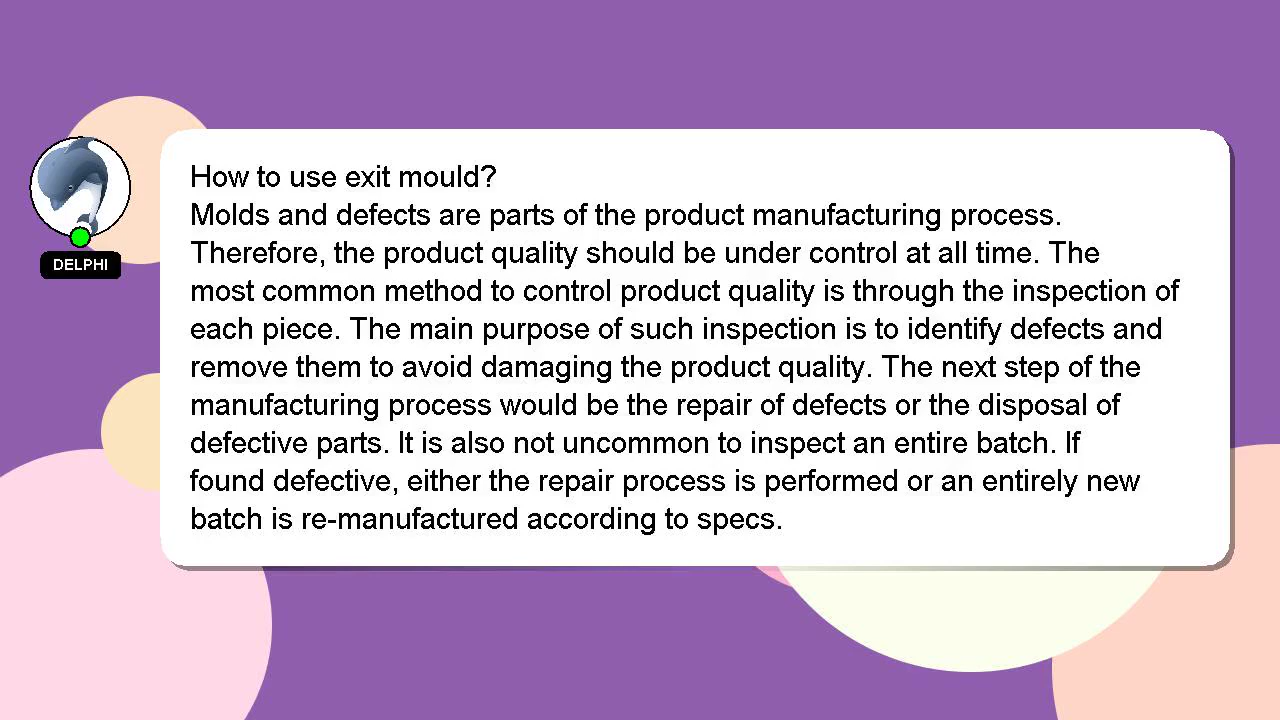 How to use exit mould?
Molds and defects are parts of the product manufacturing process.
Therefore, the product quality should be under control at all time. The
most common method to control product quality is through the inspection of
each piece. The main purpose of such inspection is to identify defects and
remove them to avoid damaging the product quality. The next step of the
manufacturing process would be the repair of defects or the disposal of
defective parts. It is also not uncommon to inspect an entire batch. If
found defective, either the repair process is performed or an entirely new
batch is re-manufactured according to specs.
DELPHI